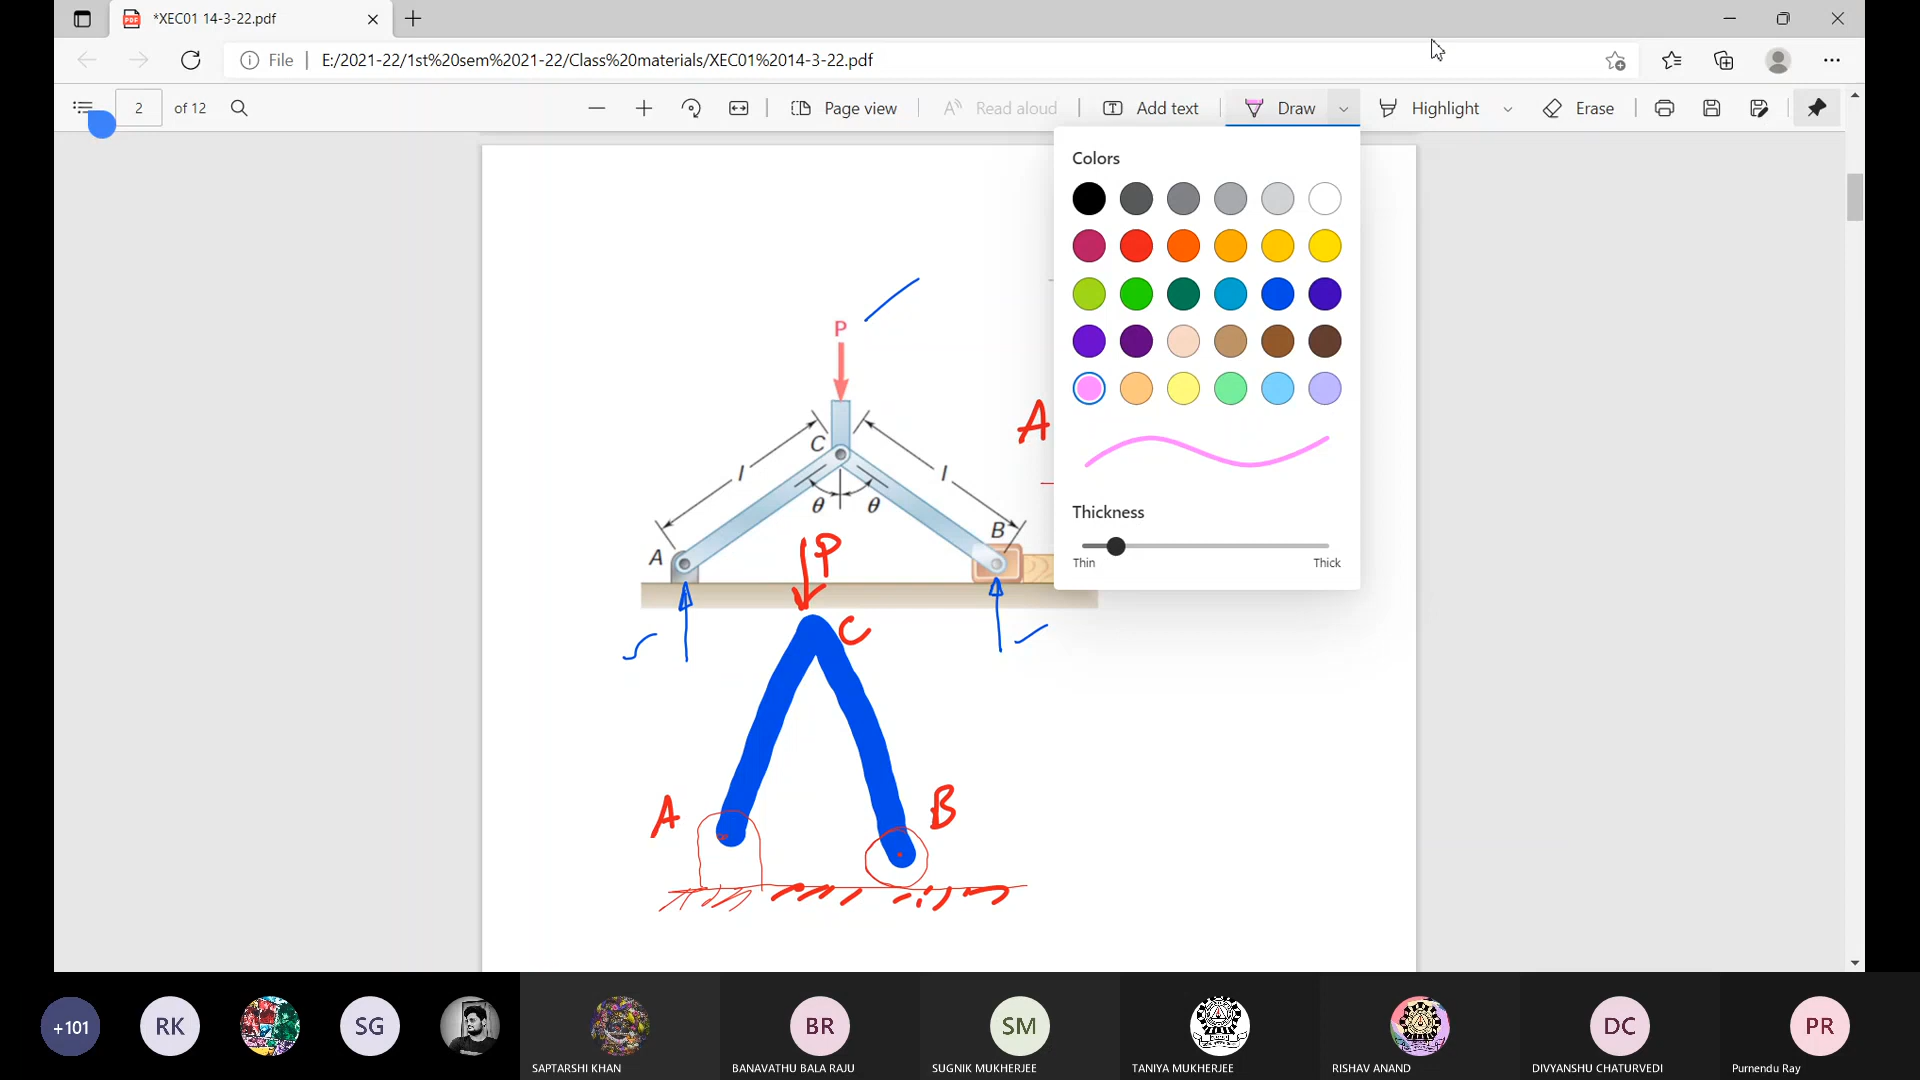 *XEC01 14-3-22.pdf
File
E:/2021-22/1st%20sem%2021-22/Class%20materials/XEC01%2014-3-22.pdf
2 of 12
Page view
Read aloud
Add text
Draw
Highlight
Erase
Colors
P
A
C
l
l
θ
θ
B
Thickness
A
P
Thin
Thick
C
A
B
+101
RK
SG
BR
SM
DC
PR
SAPTARSHI KHAN
BANAVATHU BALA RAJU
SUGNIK MUKHERJEE
TANIYA MUKHERJEE
RISHAV ANAND
DIVYANSHU CHATURVEDI
Purnendu Ray